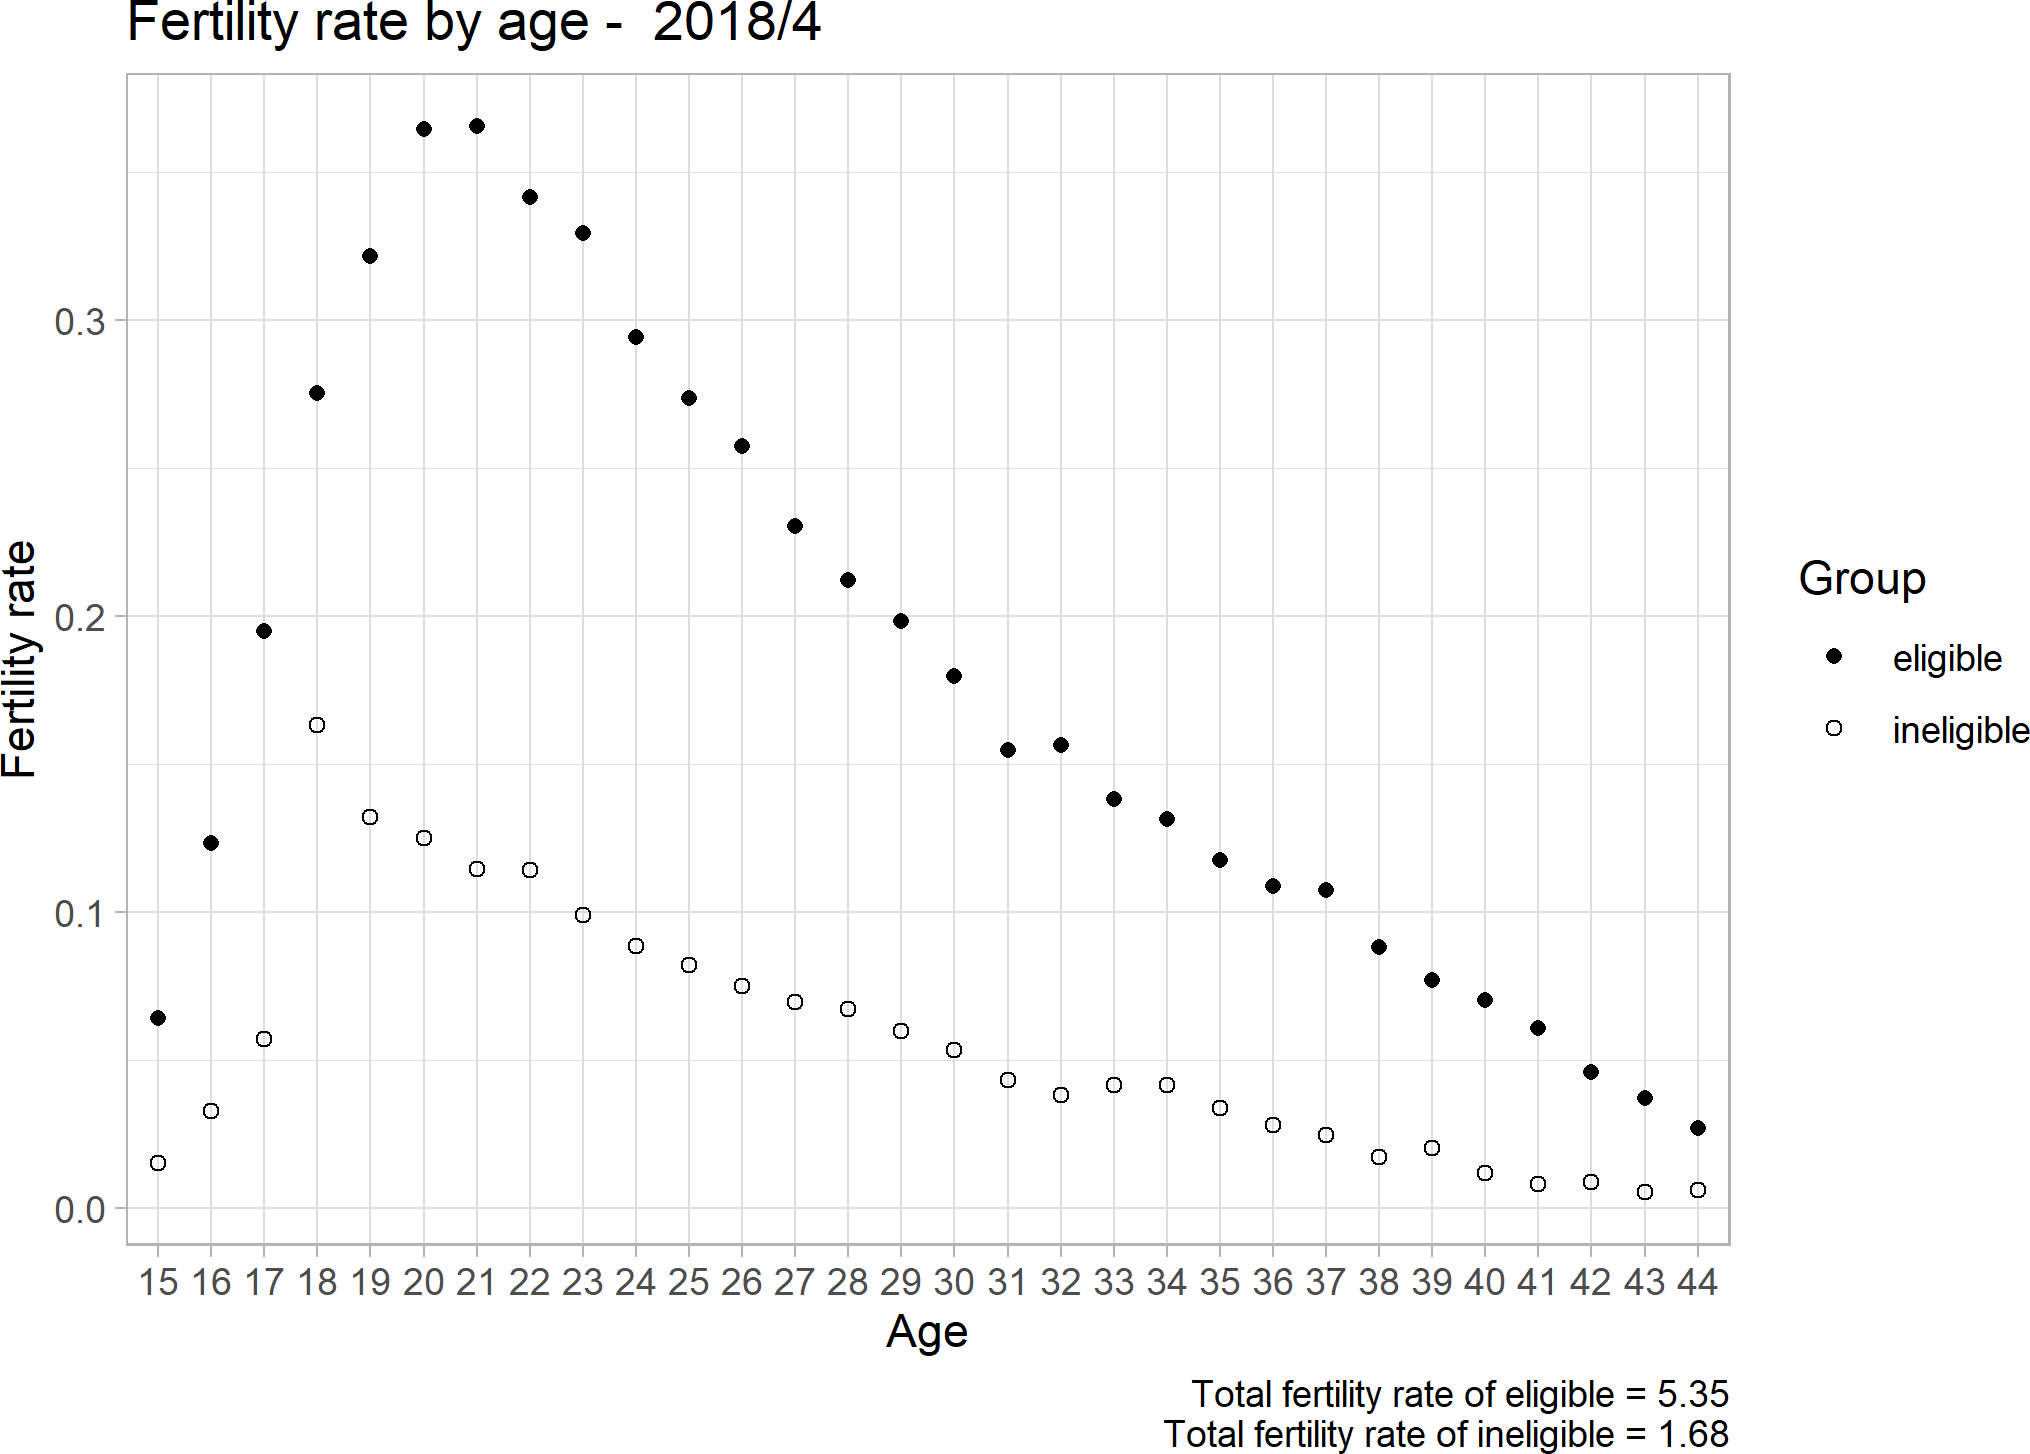 Fertility rate by age -  2018/4
Fertility rate
0.3
0.2
0.1
0.0
15 16 17 18 19 20 21 22 23 24 25 26 27 28 29 30 31 32 33 34 35 36 37 38 39 40 41 42 43 44
Age
Group
eligible
ineligible
Total fertility rate of eligible = 5.35
Total fertility rate of ineligible = 1.68